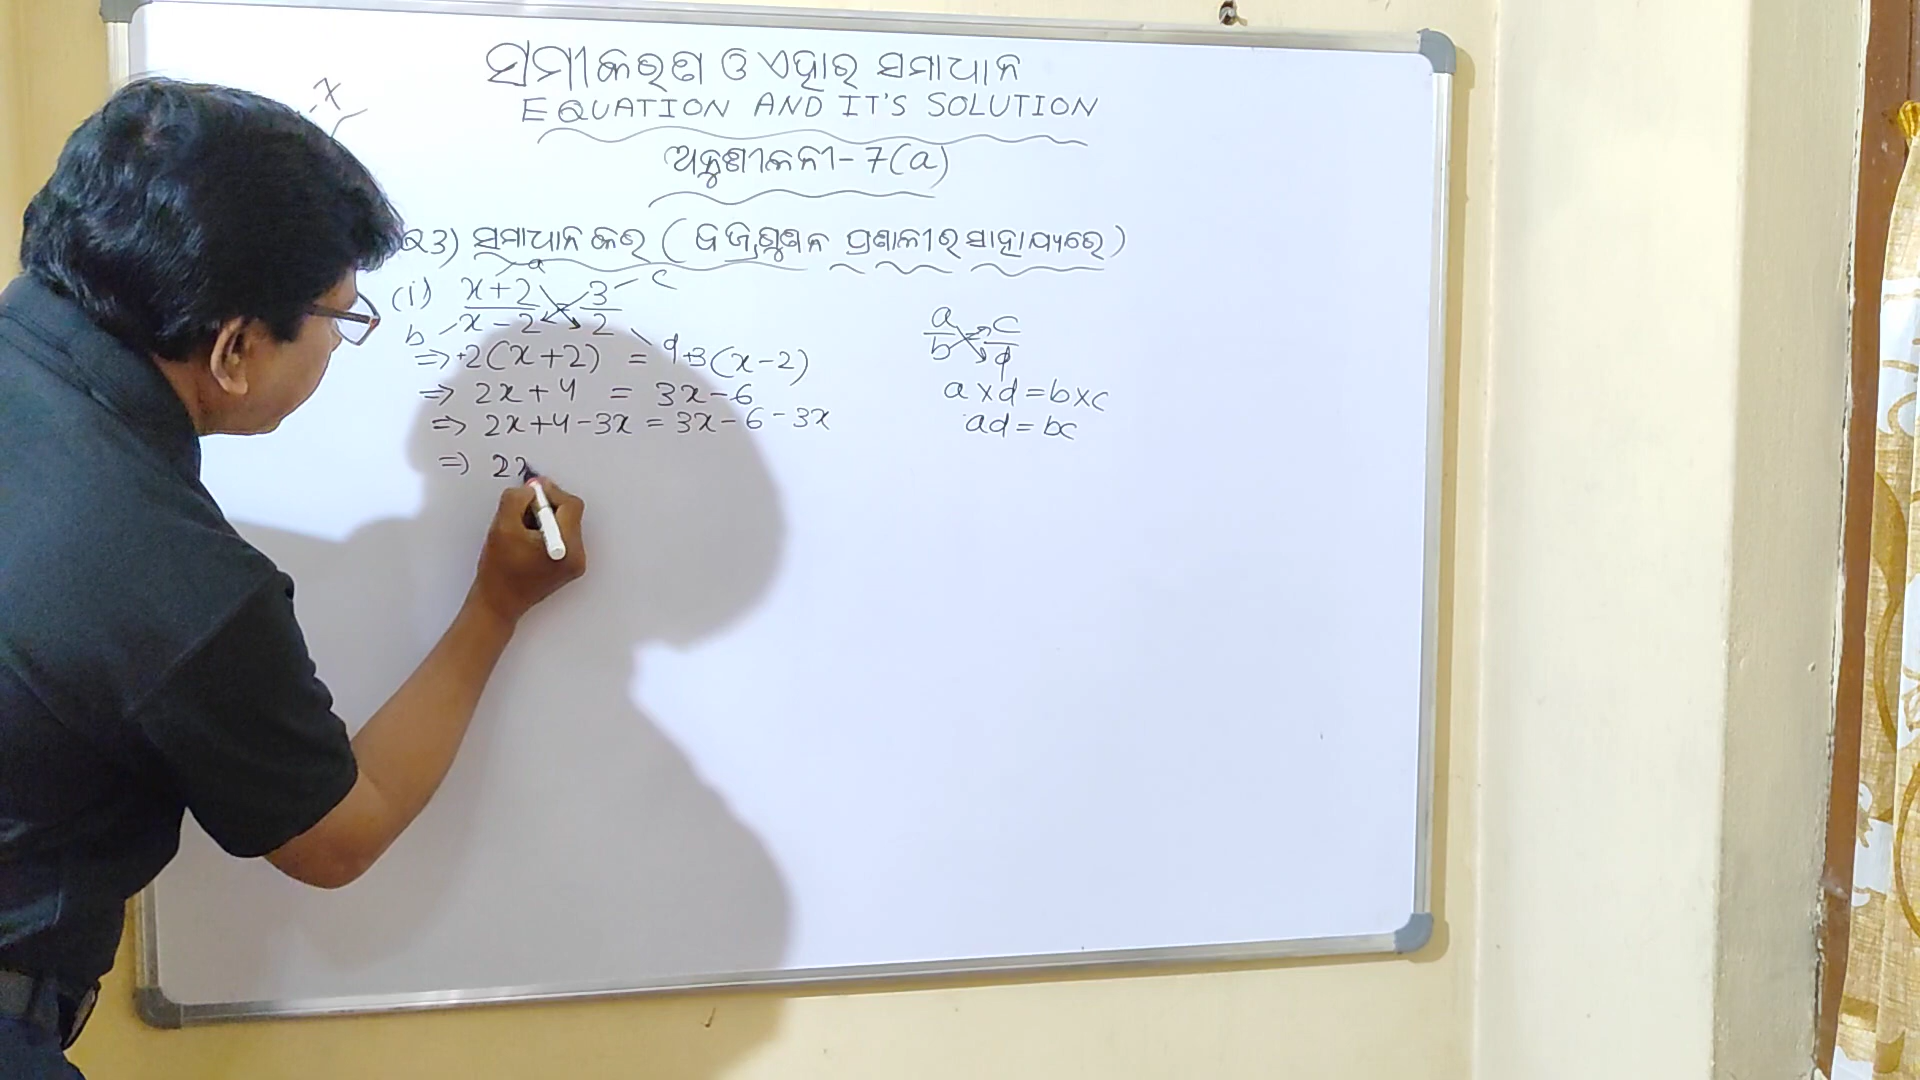 ସମୀକରଣ ଓ ଏହାର ସମାଧାନ
EQUATION AND IT'S SOLUTION
ଅନୁଶୀଳନୀ - 7(a)
Q3) ସମାଧାନ କର (ବଜ୍ରଗୁଣନ ପ୍ରଣାଳୀର ସାହାଯ୍ୟରେ)
(i) x+2 / x-2 = 3 / 2
a
b
c
d
⇒ +2(x+2) = +3(x-2)
⇒ 2x+4 = 3x-6
⇒ 2x+4-3x = 3x-6-3x
⇒ 2x
a / b = c / d
a x d = b x c
ad = bc